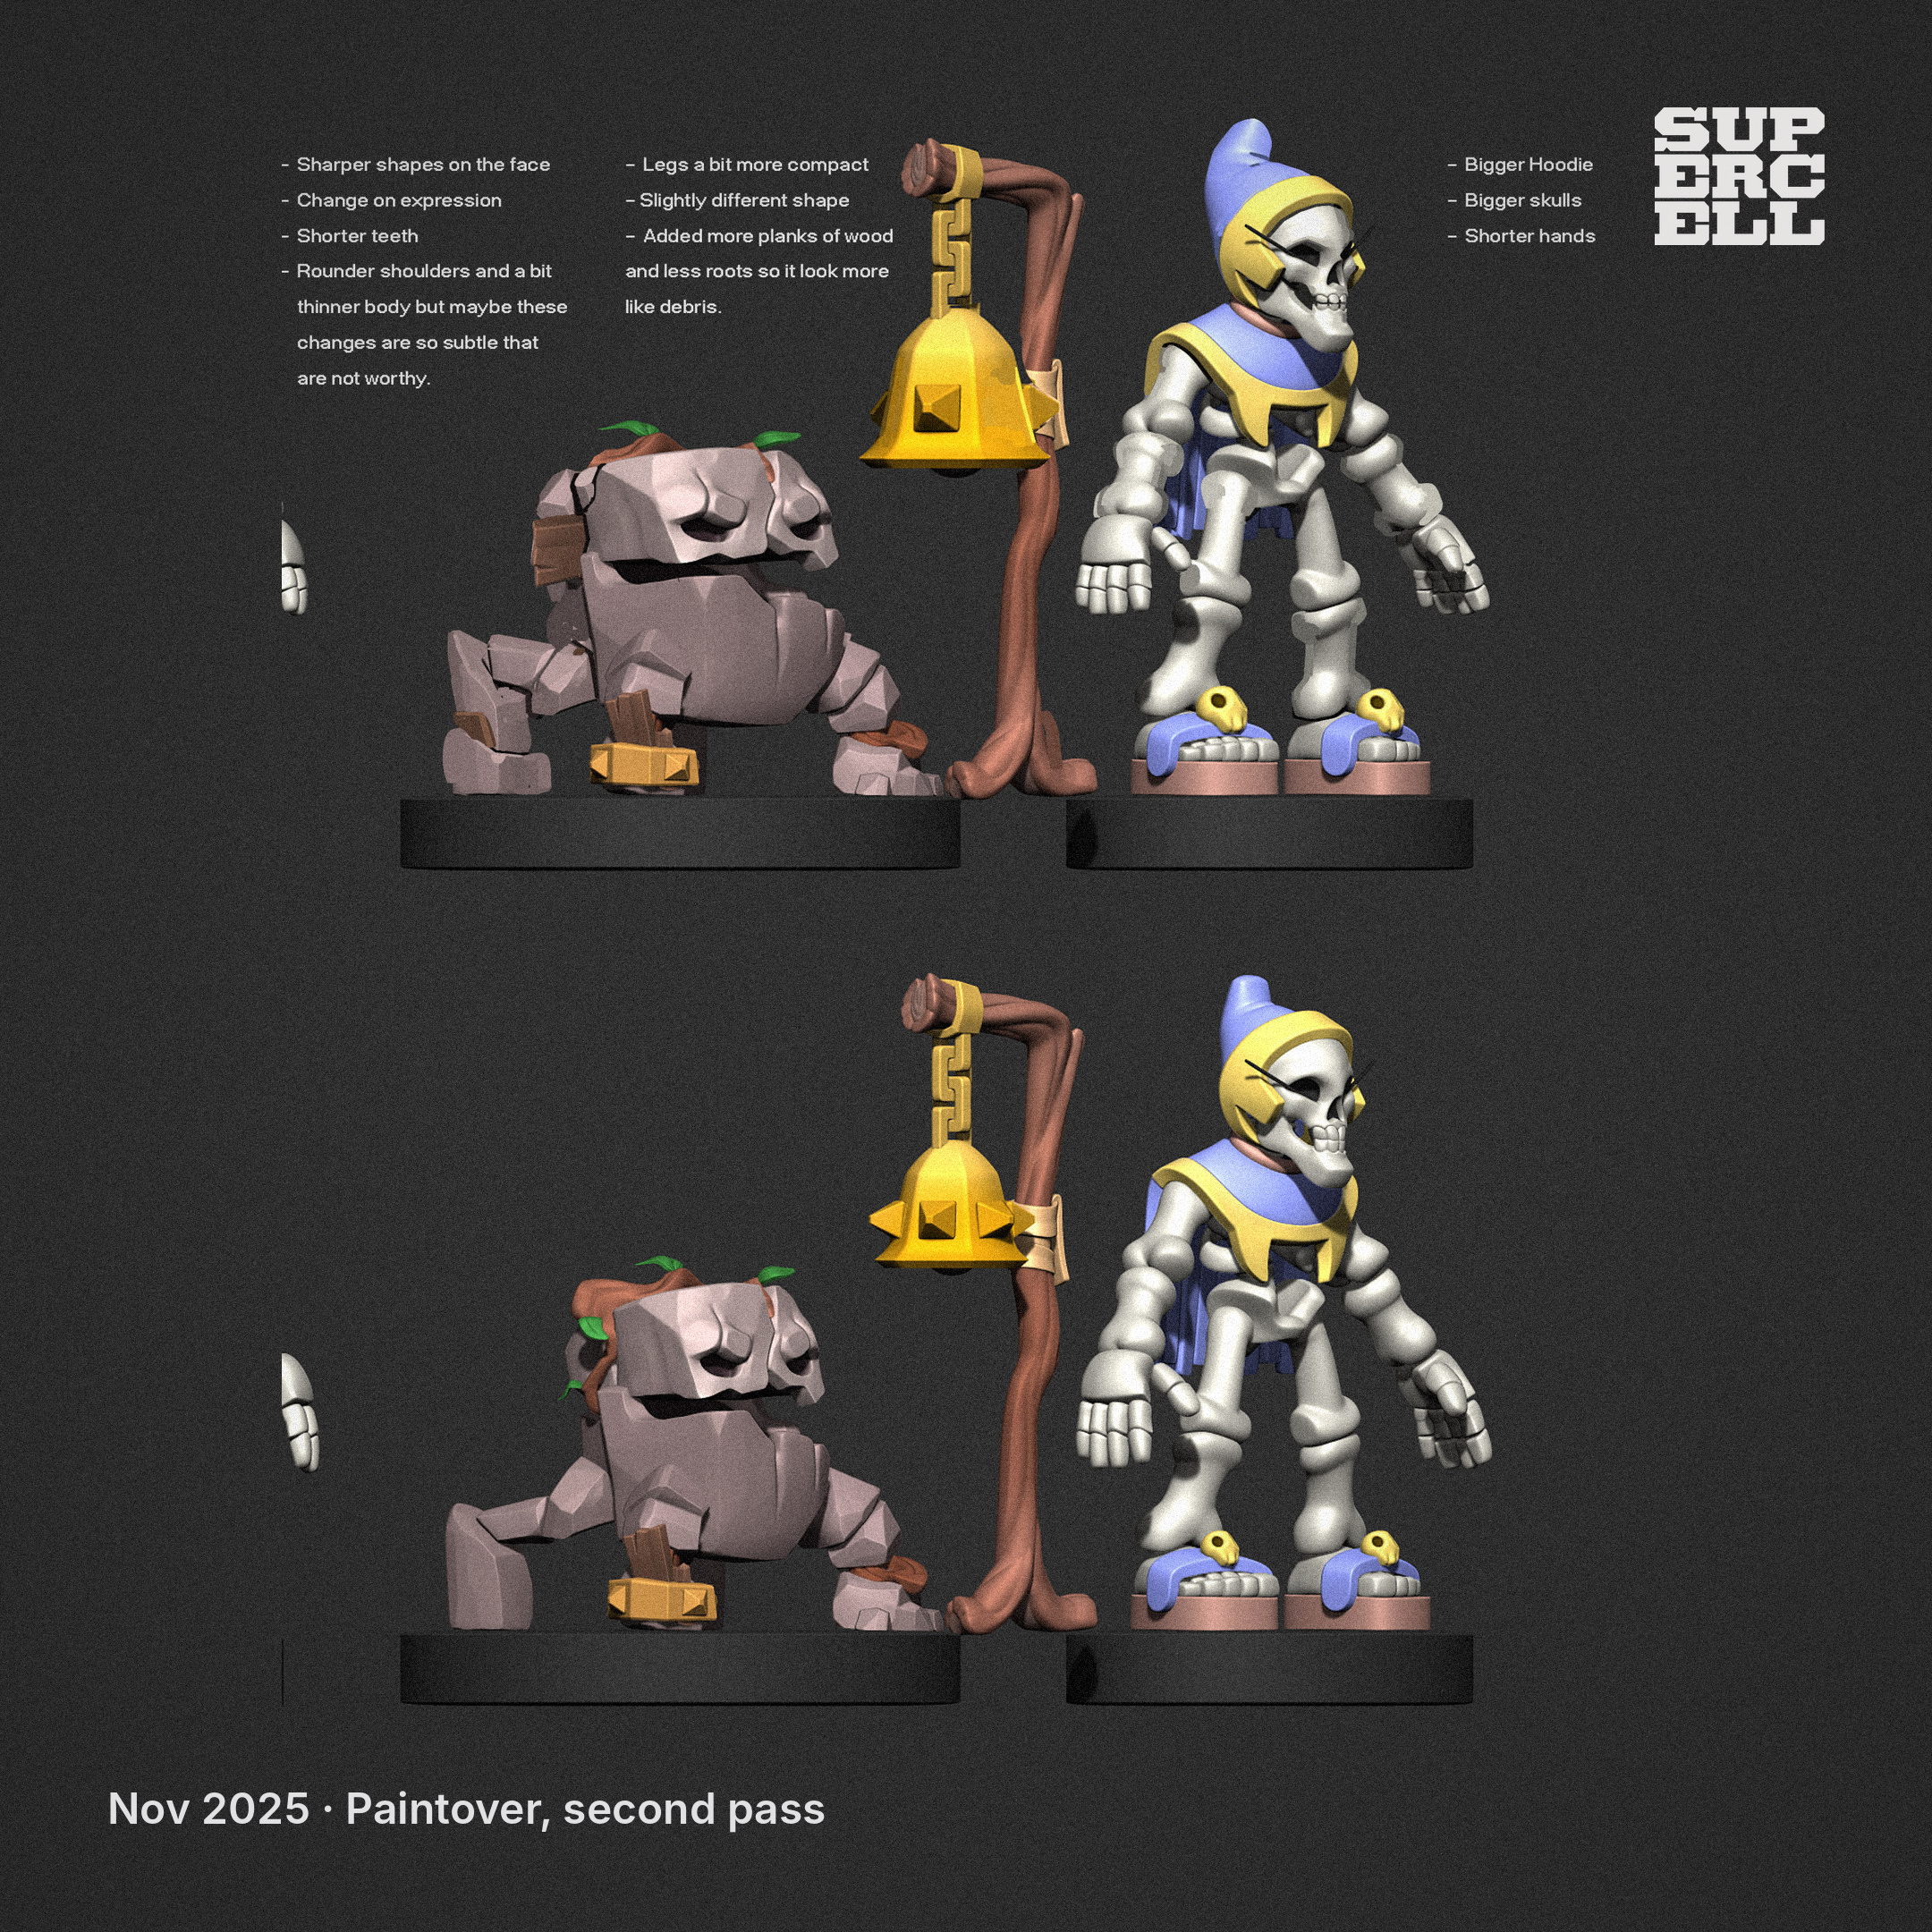 - Sharper shapes on the face
- Change on expression
- Shorter teeth
- Rounder shoulders and a bit
thinner body but maybe these
changes are so subtle that
are not worthy.
- Legs a bit more compact
- Slightly different shape
- Added more planks of wood
and less roots so it look more
like debris.
- Bigger Hoodie
- Bigger skulls
- Shorter hands
SUP
ERC
ELL
Nov 2025 · Paintover, second pass